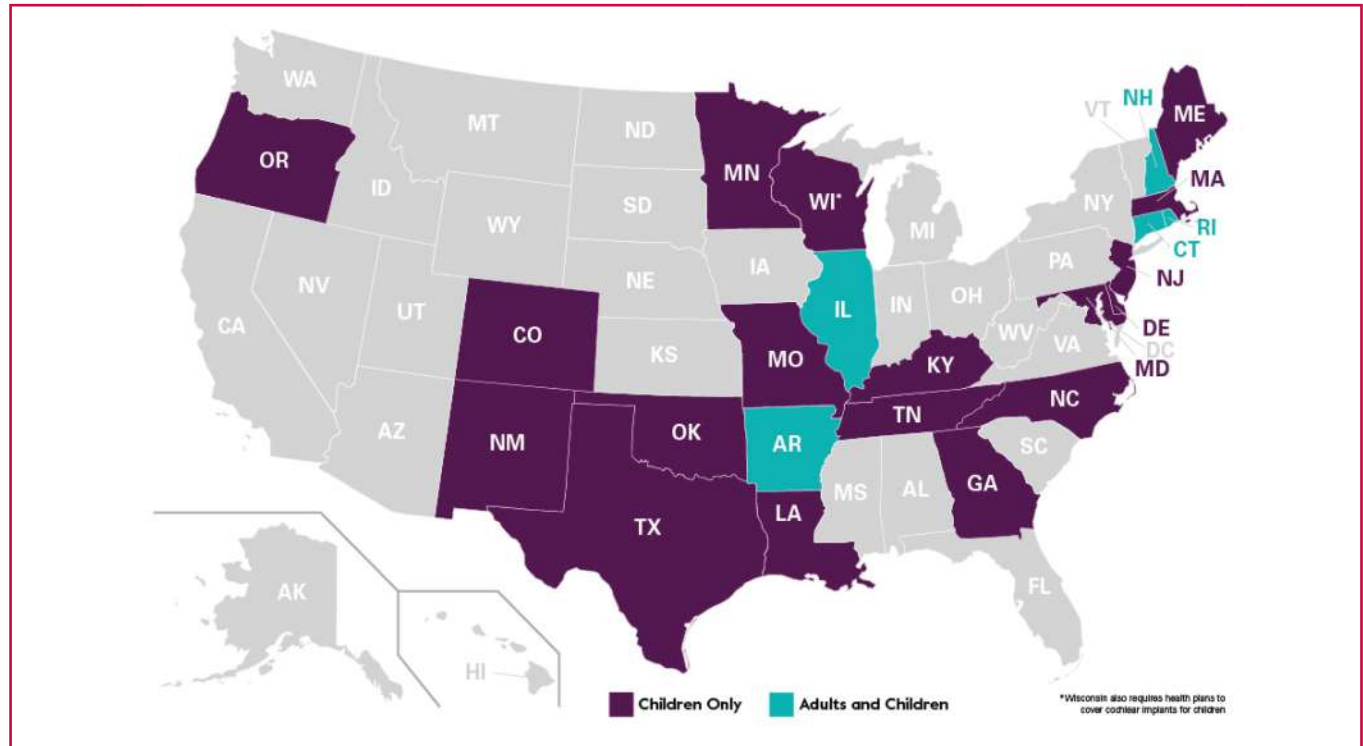 WA
MT
ND
MN
OR
ID
SD
WI*
WY
MI
VT
NH
ME
MA
NY
RI
CT
IA
NE
PA
NJ
NV
UT
CA
CO
KS
MO
IL
IN
OH
WV
VA
DE
DC
MD
KY
AZ
NM
OK
AR
TN
NC
SC
TX
LA
MS
AL
GA
FL
AK
HI
Children Only
Adults and Children
*Wisconsin also requires health plans to
cover cochlear implants for children